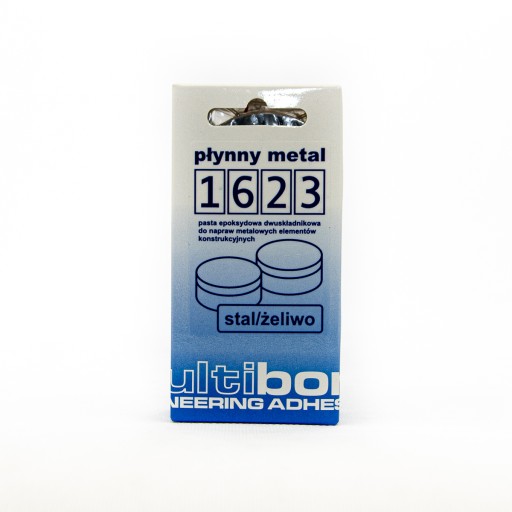 płynny metal
1623
pasta epoksydowa dwuskładnikowa
do napraw metalowych elementów
konstrukcyjnych
stal/żeliwo
ultibon
NEERING ADHES